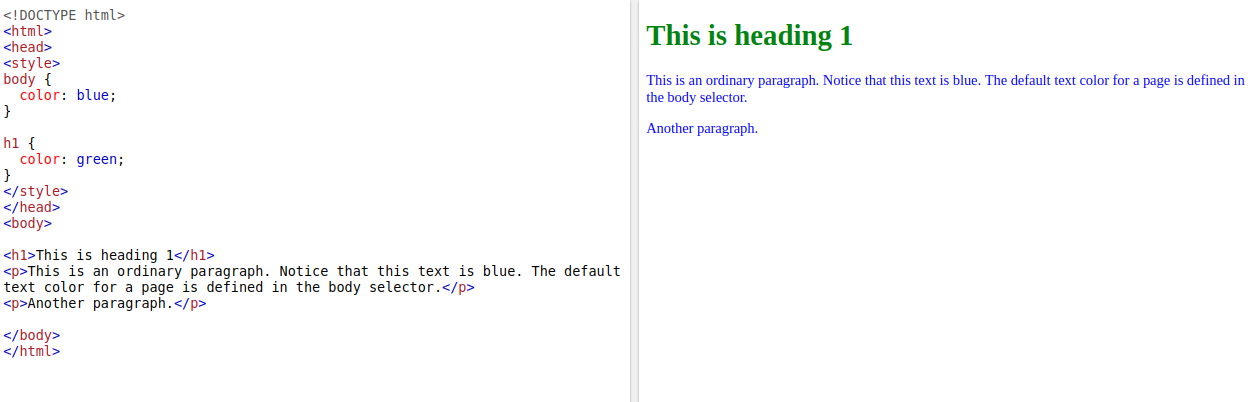 <!DOCTYPE html>
<html>
<head>
<style>
body {
  color: blue;
}

h1 {
  color: green;
}
</style>
</head>
<body>

<h1>This is heading 1</h1>
<p>This is an ordinary paragraph. Notice that this text is blue. The default
text color for a page is defined in the body selector.</p>
<p>Another paragraph.</p>

</body>
</html>

This is heading 1
This is an ordinary paragraph. Notice that this text is blue. The default text color for a page is defined in
the body selector.
Another paragraph.